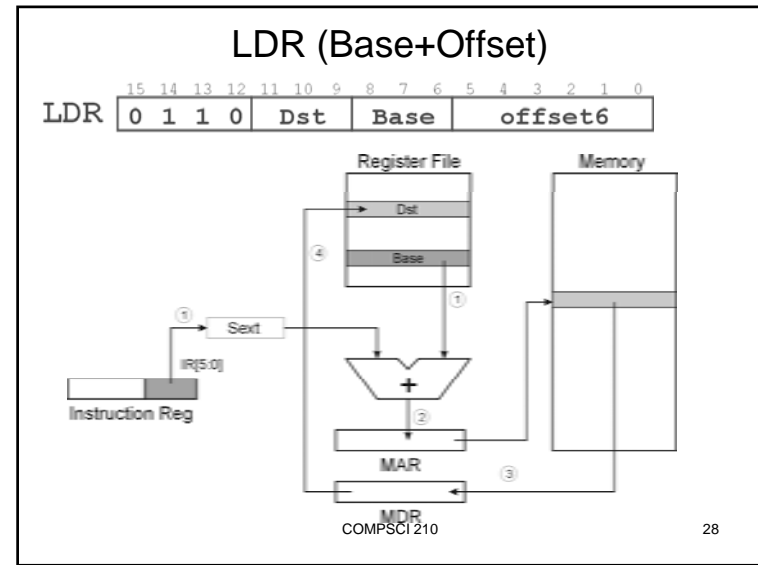 LDR (Base+Offset)
15 14 13 12 11 10 9 8 7 6 5 4 3 2 1 0
LDR 0 1 1 0 Dst Base offset6
Register File Memory
Dst
④
Base
① ①
Sext
IR[5:0]
+
Instruction Reg
②
MAR
③
MDR
COMPSCI 210 28